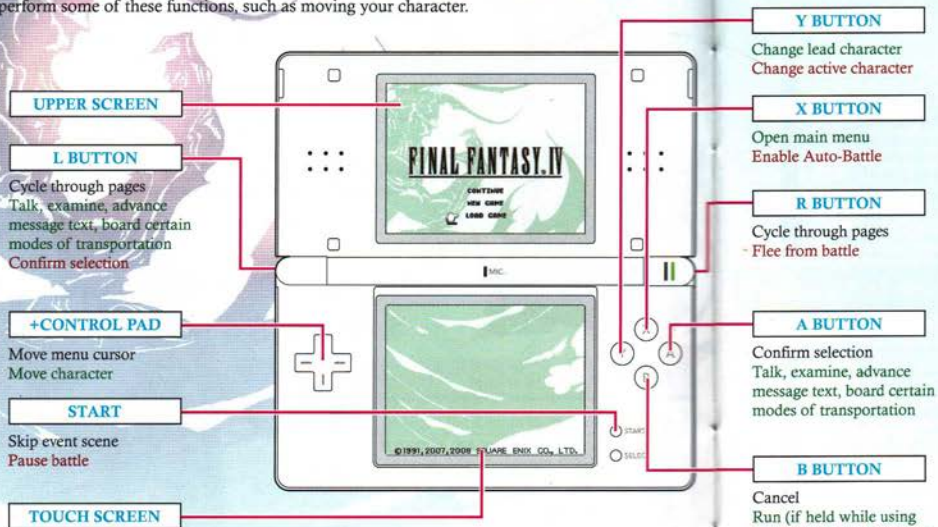 perform some of these functions, such as moving your character.
UPPER SCREEN
L BUTTON
Cycle through pages
Talk, examine, advance
message text, board certain
modes of transportation
Confirm selection
+CONTROL PAD
Move menu cursor
Move character
START
Skip event scene
Pause battle
TOUCH SCREEN
FINAL FANTASY IV
CONTINUE
NEW GAME
LOAD GAME
MIC.
X
Y
A
B
START
SELECT
©1991,2007,2008 SQUARE ENIX CO., LTD.
Y BUTTON
Change lead character
Change active character
X BUTTON
Open main menu
Enable Auto-Battle
R BUTTON
Cycle through pages
Flee from battle
A BUTTON
Confirm selection
Talk, examine, advance
message text, board certain
modes of transportation
B BUTTON
Cancel
Run (if held while using